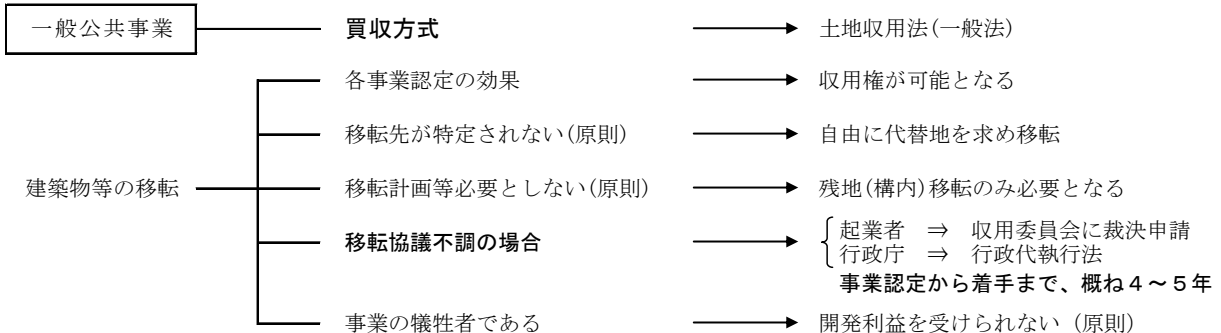 一般公共事業 買収方式 土地収用法(一般法)
各事業認定の効果 収用権が可能となる
移転先が特定されない(原則) 自由に代替地を求め移転
建築物等の移転 移転計画等必要としない(原則) 残地(構内)移転のみ必要となる
移転協議不調の場合 起業者 ⇒ 収用委員会に裁決申請
行政庁 ⇒ 行政代執行法
事業認定から着手まで、概ね4~5年
事業の犠牲者である 開発利益を受けられない(原則)